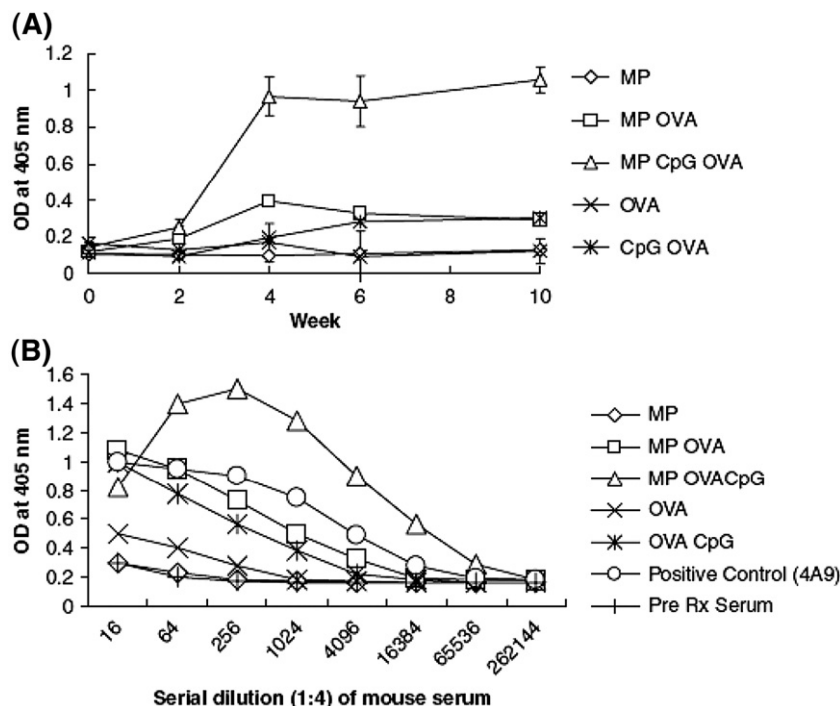 (A)
1.2
1
0.8
0.6
0.4
0.2
0
OD at 405 nm
0 2 4 6 8 10
Week
MP
MP OVA
MP CpG OVA
OVA
CpG OVA
(B)
1.6
1.4
1.2
1
0.8
0.6
0.4
0.2
0
OD at 405 nm
16 64 256 1024 4096 16384 65536 262144
Serial dilution (1:4) of mouse serum
MP
MP OVA
MP OVACpG
OVA
OVA CpG
Positive Control (4A9)
Pre Rx Serum